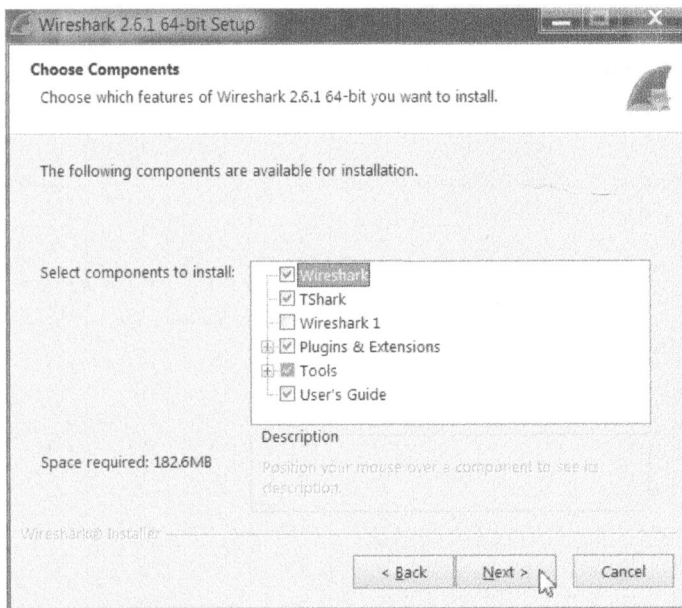 Wireshark 2.6.1 64-bit Setup
Choose Components
Choose which features of Wireshark 2.6.1 64-bit you want to install.
The following components are available for installation.
Select components to install:
Wireshark
TShark
Wireshark 1
Plugins & Extensions
Tools
User's Guide
Description
Space required: 182.6MB
Position your mouse over a component to see its
description.
Wireshark® Installer
< Back
Next >
Cancel